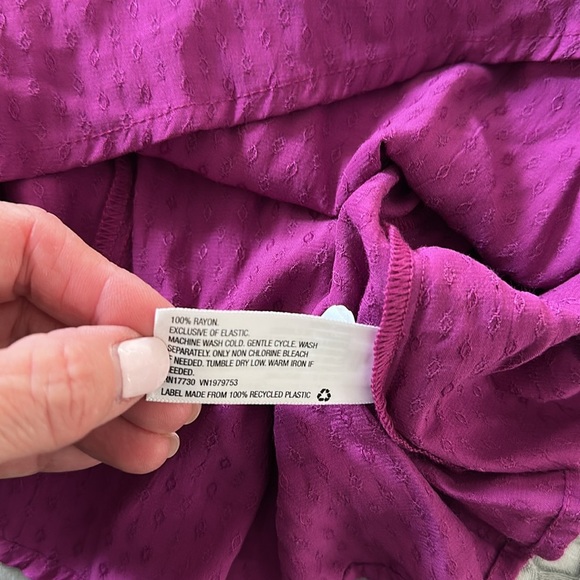 100% RAYON.
EXCLUSIVE OF ELASTIC.
MACHINE WASH COLD. GENTLE CYCLE. WASH
SEPARATELY. ONLY NON CHLORINE BLEACH
F NEEDED. TUMBLE DRY LOW. WARM IRON IF
EEDED.
RN17730 VN1979753
LABEL MADE FROM 100% RECYCLED PLASTIC